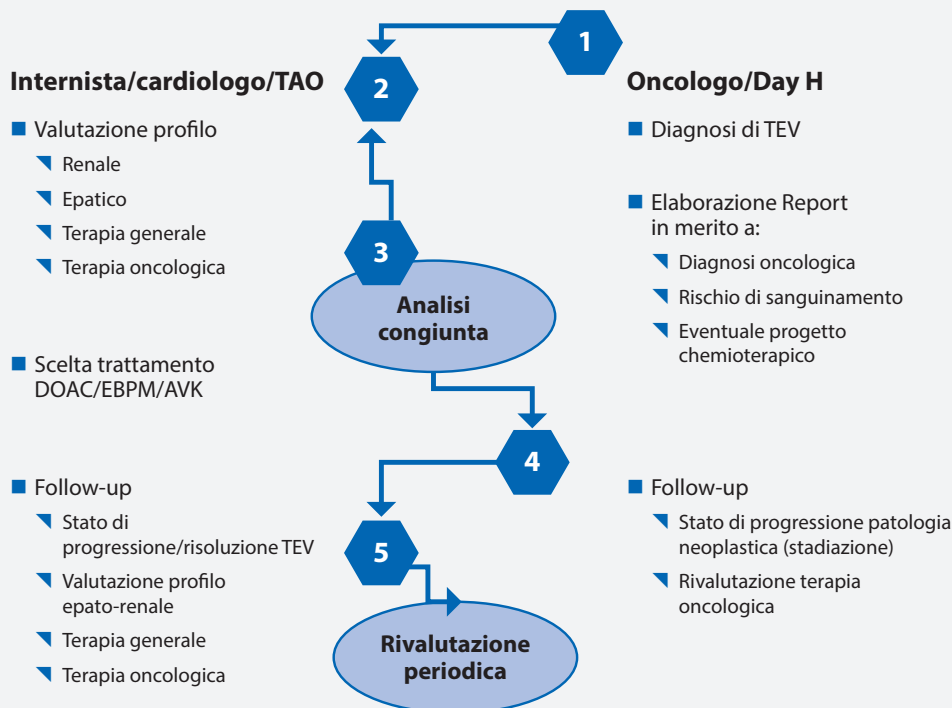 1
Internista/cardiologo/TAO
2
Oncologo/Day H
Valutazione profilo
Renale
Epatico
Terapia generale
Terapia oncologica
3
Analisi
congiunta
Diagnosi di TEV
Elaborazione Report
in merito a:
Diagnosi oncologica
Rischio di sanguinamento
Eventuale progetto
chemioterapico
Scelta trattamento
DOAC/EBPM/AVK
4
Follow-up
Stato di
progressione/risoluzione TEV
Valutazione profilo
epato-renale
Terapia generale
Terapia oncologica
5
Rivalutazione
periodica
Follow-up
Stato di progressione patologia
neoplastica (stadiazione)
Rivalutazione terapia
oncologica